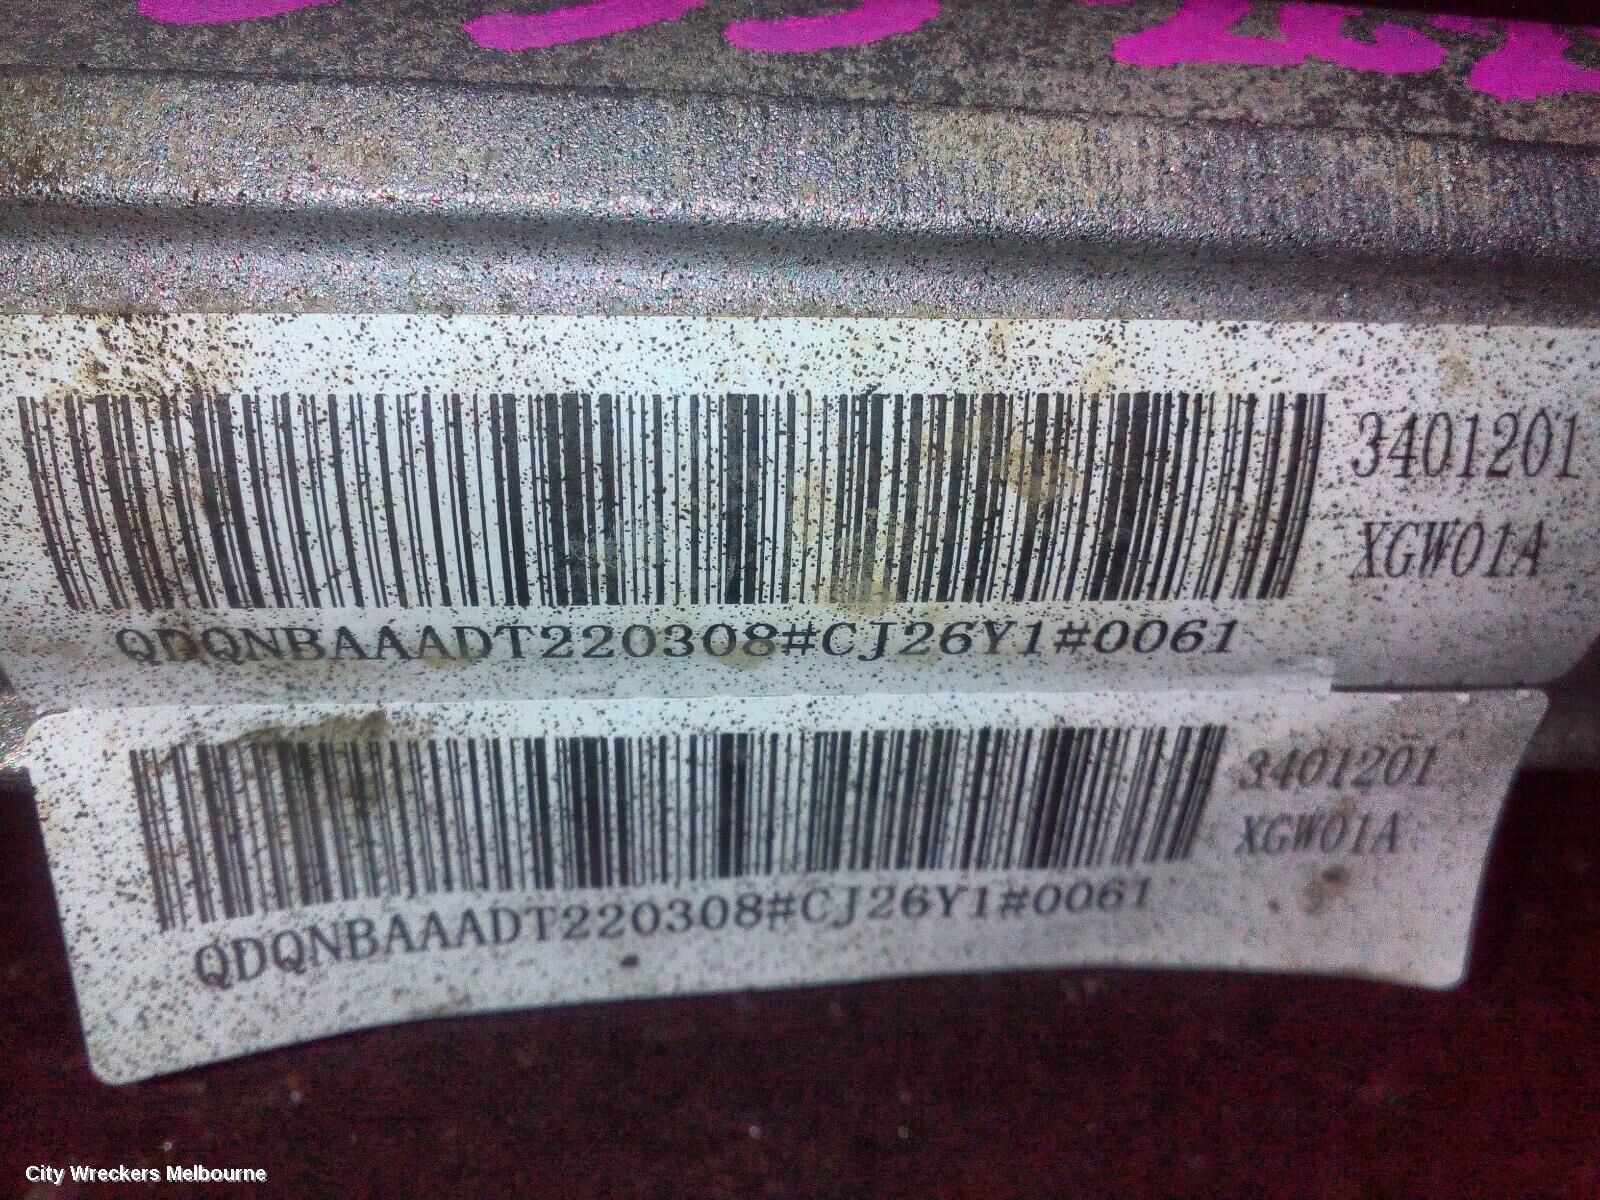 3401201
XGW01A
QDQNBAAADT220308#CJ26Y1#0061
3401201
XGW01A
QDQNBAAADT220308#CJ26Y1#0061
City Wreckers Melbourne